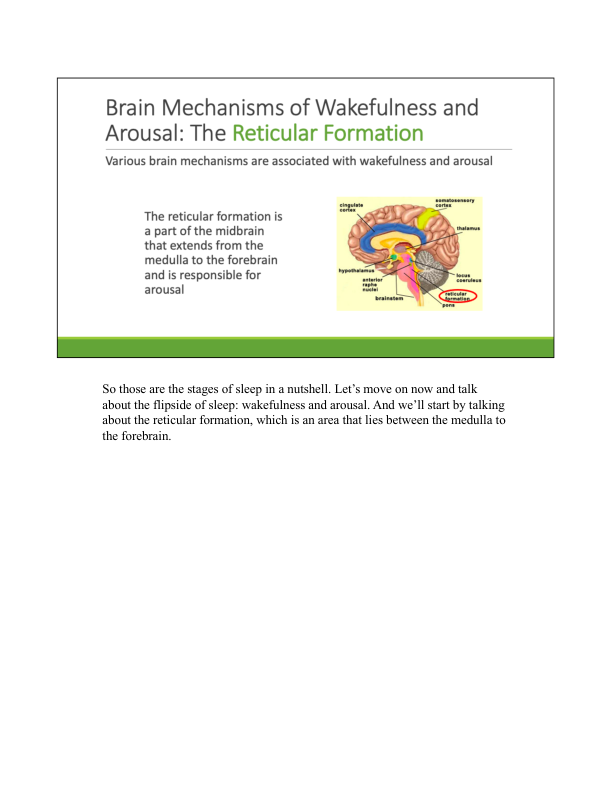 Brain Mechanisms of Wakefulness and
Arousal: The Reticular Formation
Various brain mechanisms are associated with wakefulness and arousal
The reticular formation is
a part of the midbrain
that extends from the
medulla to the forebrain
and is responsible for
arousal
cingulate
cortex
somatosensory
cortex
thalamus
hypothalamus
anterior
raphe
nuclei
locus
coeruleus
brainstem
reticular
formation
pons
So those are the stages of sleep in a nutshell. Let’s move on now and talk
about the flipside of sleep: wakefulness and arousal. And we’ll start by talking
about the reticular formation, which is an area that lies between the medulla to
the forebrain.